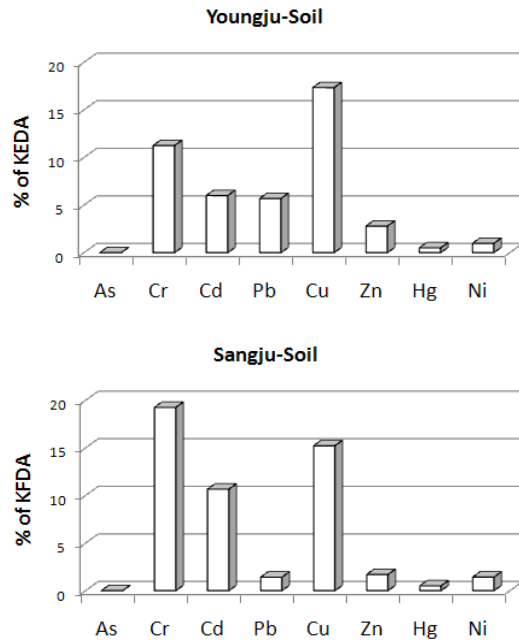 Youngju-Soil
% of KEDA
20
15
10
5
0
As Cr Cd Pb Cu Zn Hg Ni
Sangju-Soil
% of KFDA
20
15
10
5
0
As Cr Cd Pb Cu Zn Hg Ni